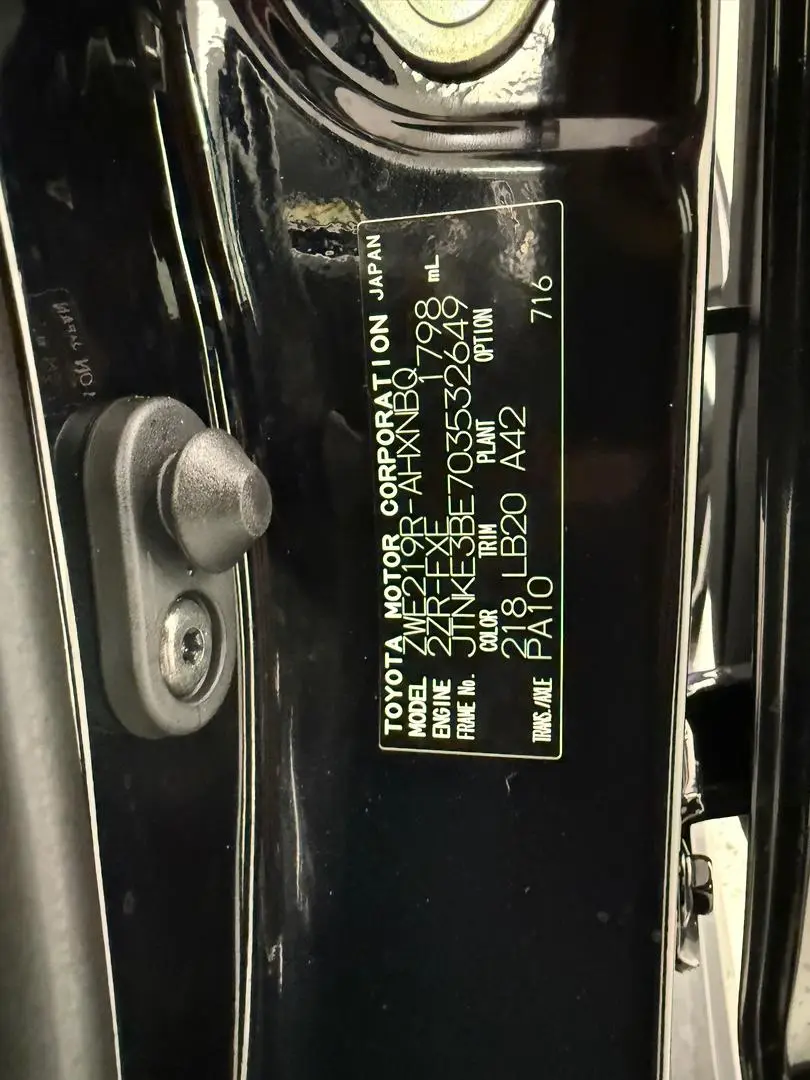 TOYOTA MOTOR CORPORATION JAPAN
MODEL ZWE219R-AHXNBQ
ENGINE 2ZR-FXE 1798 mL
FRAME No. JTNKE3BE703532649
COLOR TRIM PLANT OPTION
218 LB20 A42
TRANS./AXLE PA10 716